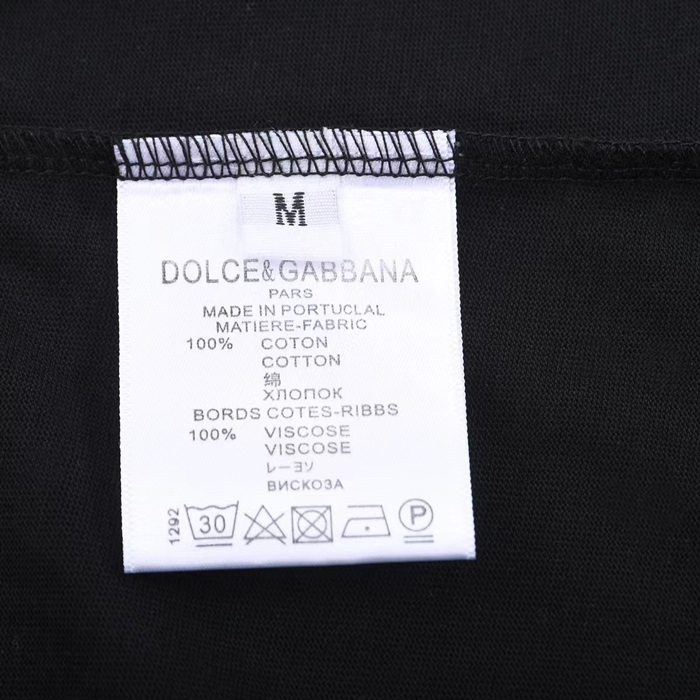 M
DOLCE&GABBANA
PARS
MADE IN PORTUCLAL
MATIERE-FABRIC
100% COTON
COTTON
綿
ХЛОПОК
BORDS COTES-RIBBS
100% VISCOSE
VISCOSE
レーヨソ
ВИСКОЗА
1292
30
P